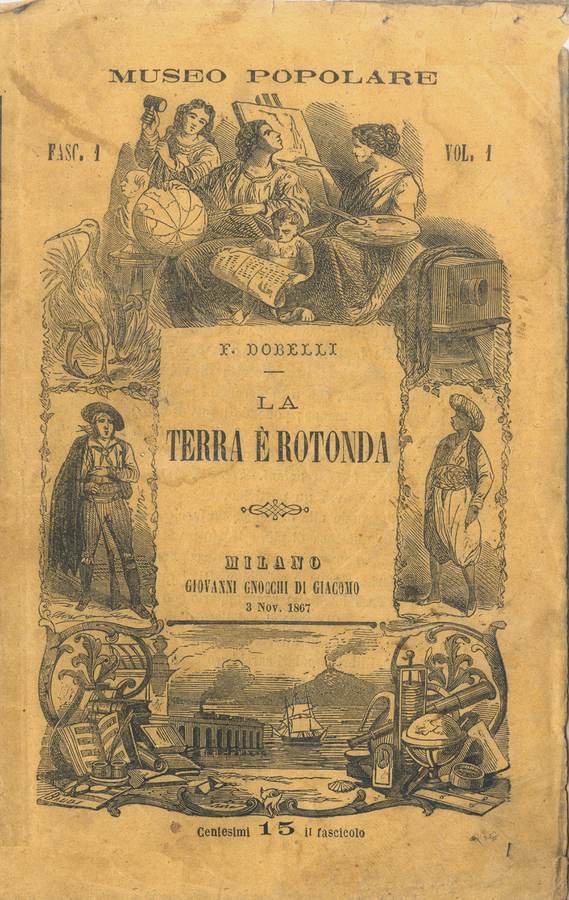 MUSEO POPOLARE
FASC. 1
VOL. 1
F. DOBELLI
LA
TERRA È ROTONDA
MILANO
GIOVANNI GNOCCHI DI GIACOMO
3 Nov. 1867
Centesimi 15 il fascicolo